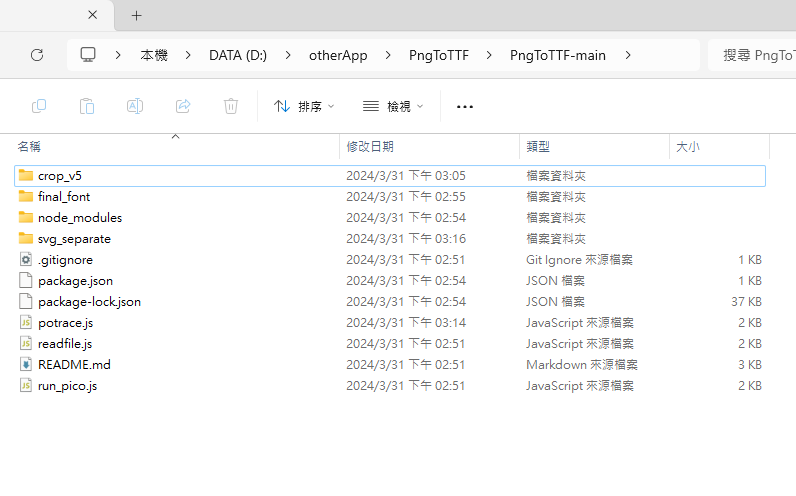 本機 > DATA (D:) > otherApp > PngToTTF > PngToTTF-main > 搜尋 PngTo
排序 檢視
名稱 修改日期 類型 大小
crop_v5 2024/3/31 下午 03:05 檔案資料夾
final_font 2024/3/31 下午 02:55 檔案資料夾
node_modules 2024/3/31 下午 02:54 檔案資料夾
svg_separate 2024/3/31 下午 03:16 檔案資料夾
.gitignore 2024/3/31 下午 02:51 Git Ignore 來源檔案 1 KB
package.json 2024/3/31 下午 02:54 JSON 檔案 1 KB
package-lock.json 2024/3/31 下午 02:54 JSON 檔案 37 KB
potrace.js 2024/3/31 下午 03:14 JavaScript 來源檔案 2 KB
readfile.js 2024/3/31 下午 02:51 JavaScript 來源檔案 2 KB
README.md 2024/3/31 下午 02:51 Markdown 來源檔案 3 KB
run_pico.js 2024/3/31 下午 02:51 JavaScript 來源檔案 2 KB